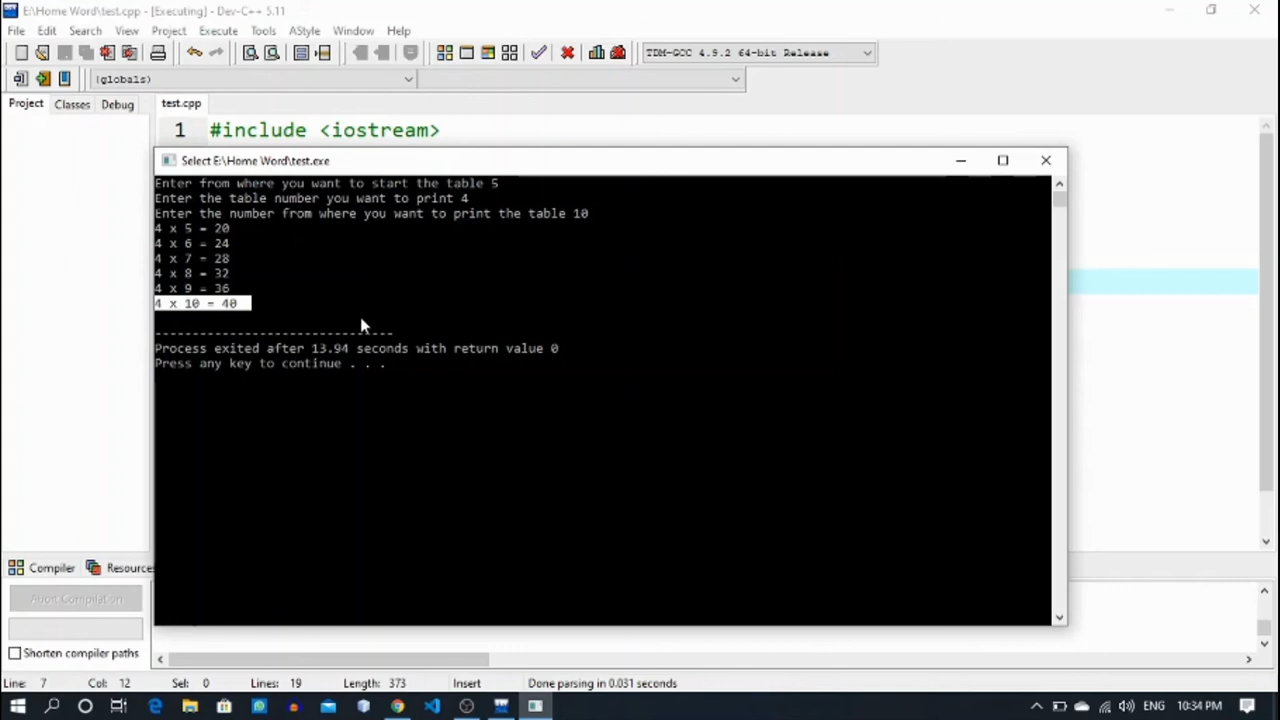 E:\Home Word\test.cpp - [Executing] - Dev-C++ 5.11
File Edit Search View Project Execute Tools AStyle Window Help
TDM-GCC 4.9.2 64-bit Release
(globals)
Project Classes Debug
test.cpp
1 #include <iostream>
Select E:\Home Word\test.exe
Enter from where you want to start the table 5
Enter the table number you want to print 4
Enter the number from where you want to print the table 10
4 x 5 = 20
4 x 6 = 24
4 x 7 = 28
4 x 8 = 32
4 x 9 = 36
4 x 10 = 40
--------------------------------
Process exited after 13.94 seconds with return value 0
Press any key to continue . . .
Compiler Resources
Abort Compilation
Shorten compiler paths
Line: 7 Col: 12 Sel: 0 Lines: 19 Length: 373 Insert Done parsing in 0.031 seconds
ENG 10:34 PM